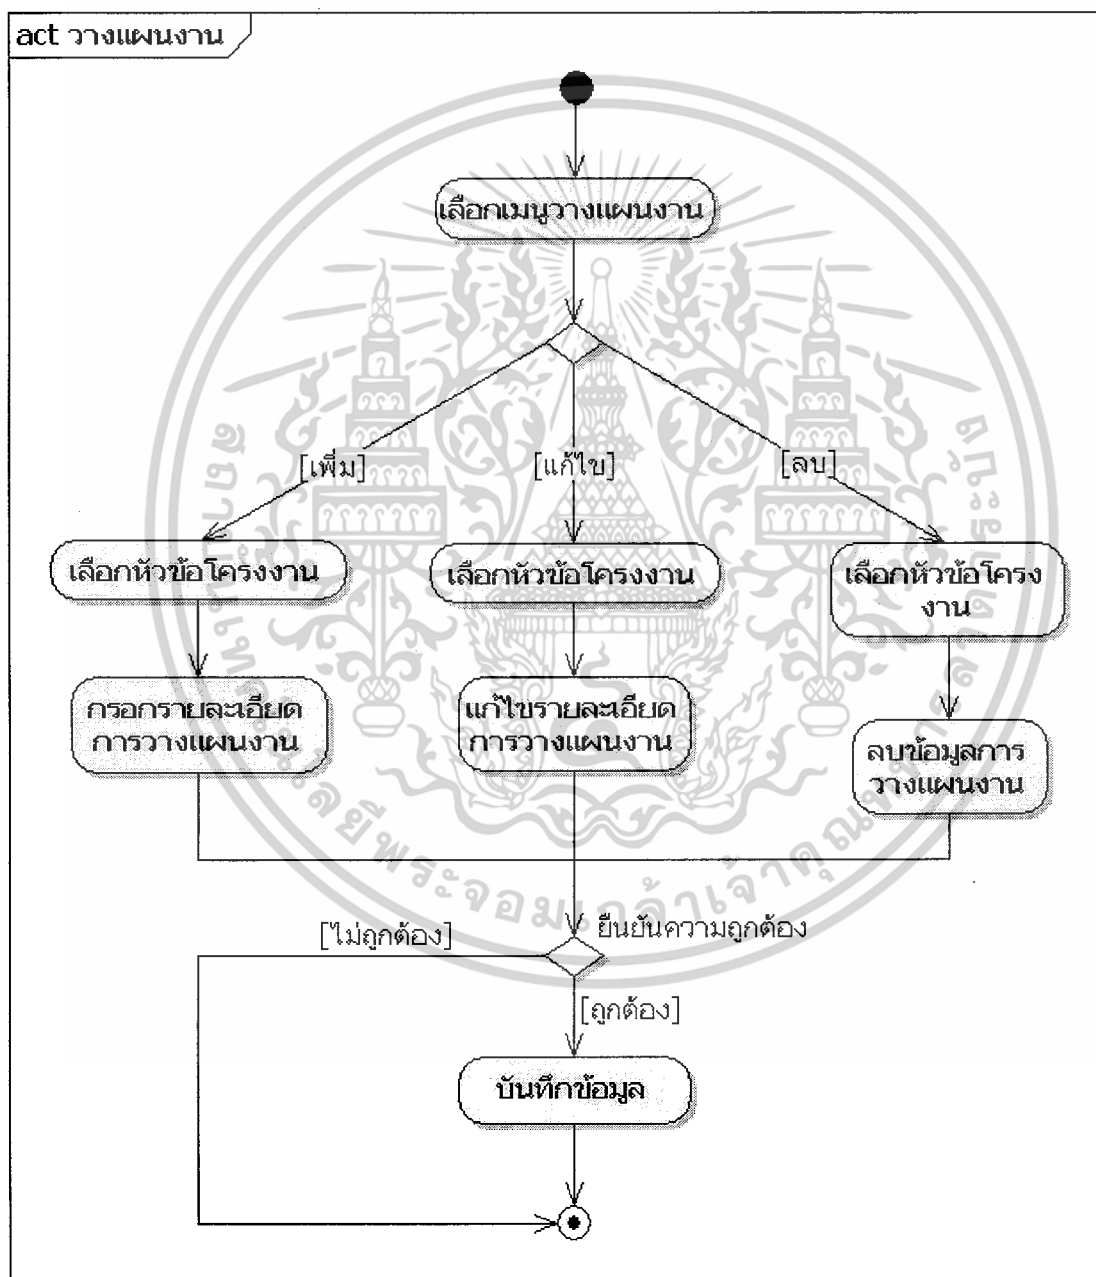 act วางแผนงาน
เลือกเมนูวางแผนงาน
[เพิ่ม]
[แก้ไข]
[ลบ]
เลือกหัวข้อโครงงาน
เลือกหัวข้อโครงงาน
เลือกหัวข้อโครง
งาน
กรอกรายละเอียด
การวางแผนงาน
แก้ไขรายละเอียด
การวางแผนงาน
ลบข้อมูลการ
วางแผนงาน
[ไม่ถูกต้อง]
ยืนยันความถูกต้อง
[ถูกต้อง]
บันทึกข้อมูล